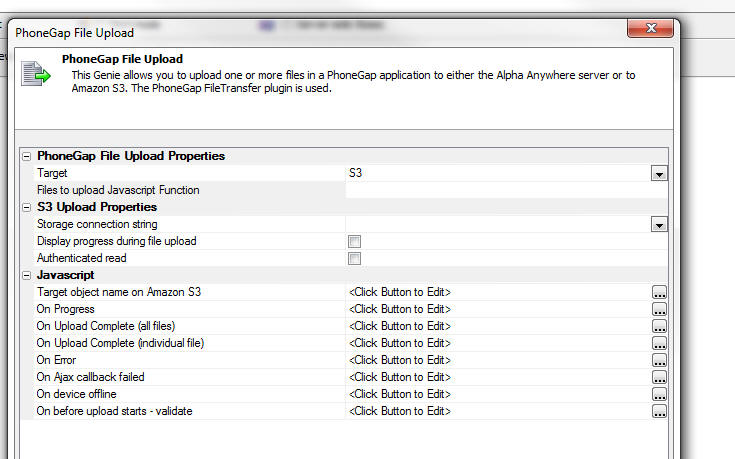 PhoneGap File Upload
PhoneGap File Upload
This Genie allows you to upload one or more files in a PhoneGap application to either the Alpha Anywhere server or to
Amazon S3. The PhoneGap FileTransfer plugin is used.
PhoneGap File Upload Properties
Target S3
Files to upload Javascript Function
S3 Upload Properties
Storage connection string
Display progress during file upload
Authenticated read
Javascript
Target object name on Amazon S3 <Click Button to Edit> ...
On Progress <Click Button to Edit> ...
On Upload Complete (all files) <Click Button to Edit> ...
On Upload Complete (individual file) <Click Button to Edit> ...
On Error <Click Button to Edit> ...
On Ajax callback failed <Click Button to Edit> ...
On device offline <Click Button to Edit> ...
On before upload starts - validate <Click Button to Edit> ...